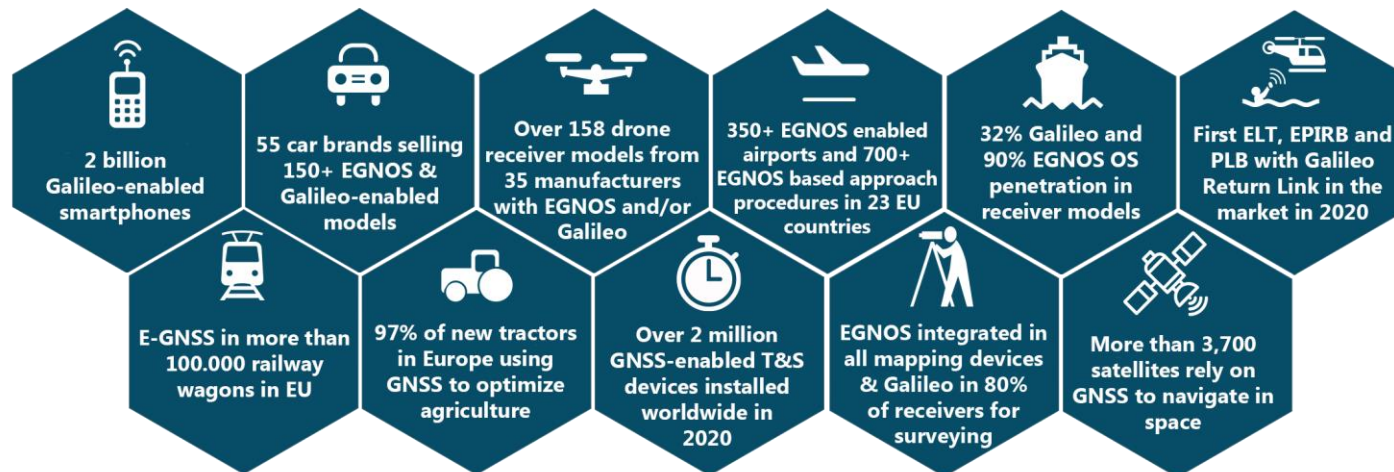 2 billion
Galileo-enabled
smartphones
55 car brands selling
150+ EGNOS &
Galileo-enabled
models
Over 158 drone
receiver models from
35 manufacturers
with EGNOS and/or
Galileo
350+ EGNOS enabled
airports and 700+
EGNOS based approach
procedures in 23 EU
countries
32% Galileo and
90% EGNOS OS
penetration in
receiver models
First ELT, EPIRB and
PLB with Galileo
Return Link in the
market in 2020
E-GNSS in more than
100.000 railway
wagons in EU
97% of new tractors
in Europe using
GNSS to optimize
agriculture
Over 2 million
GNSS-enabled T&S
devices installed
worldwide in
2020
EGNOS integrated in
all mapping devices
& Galileo in 80%
of receivers for
surveying
More than 3,700
satellites rely on
GNSS to navigate in
space